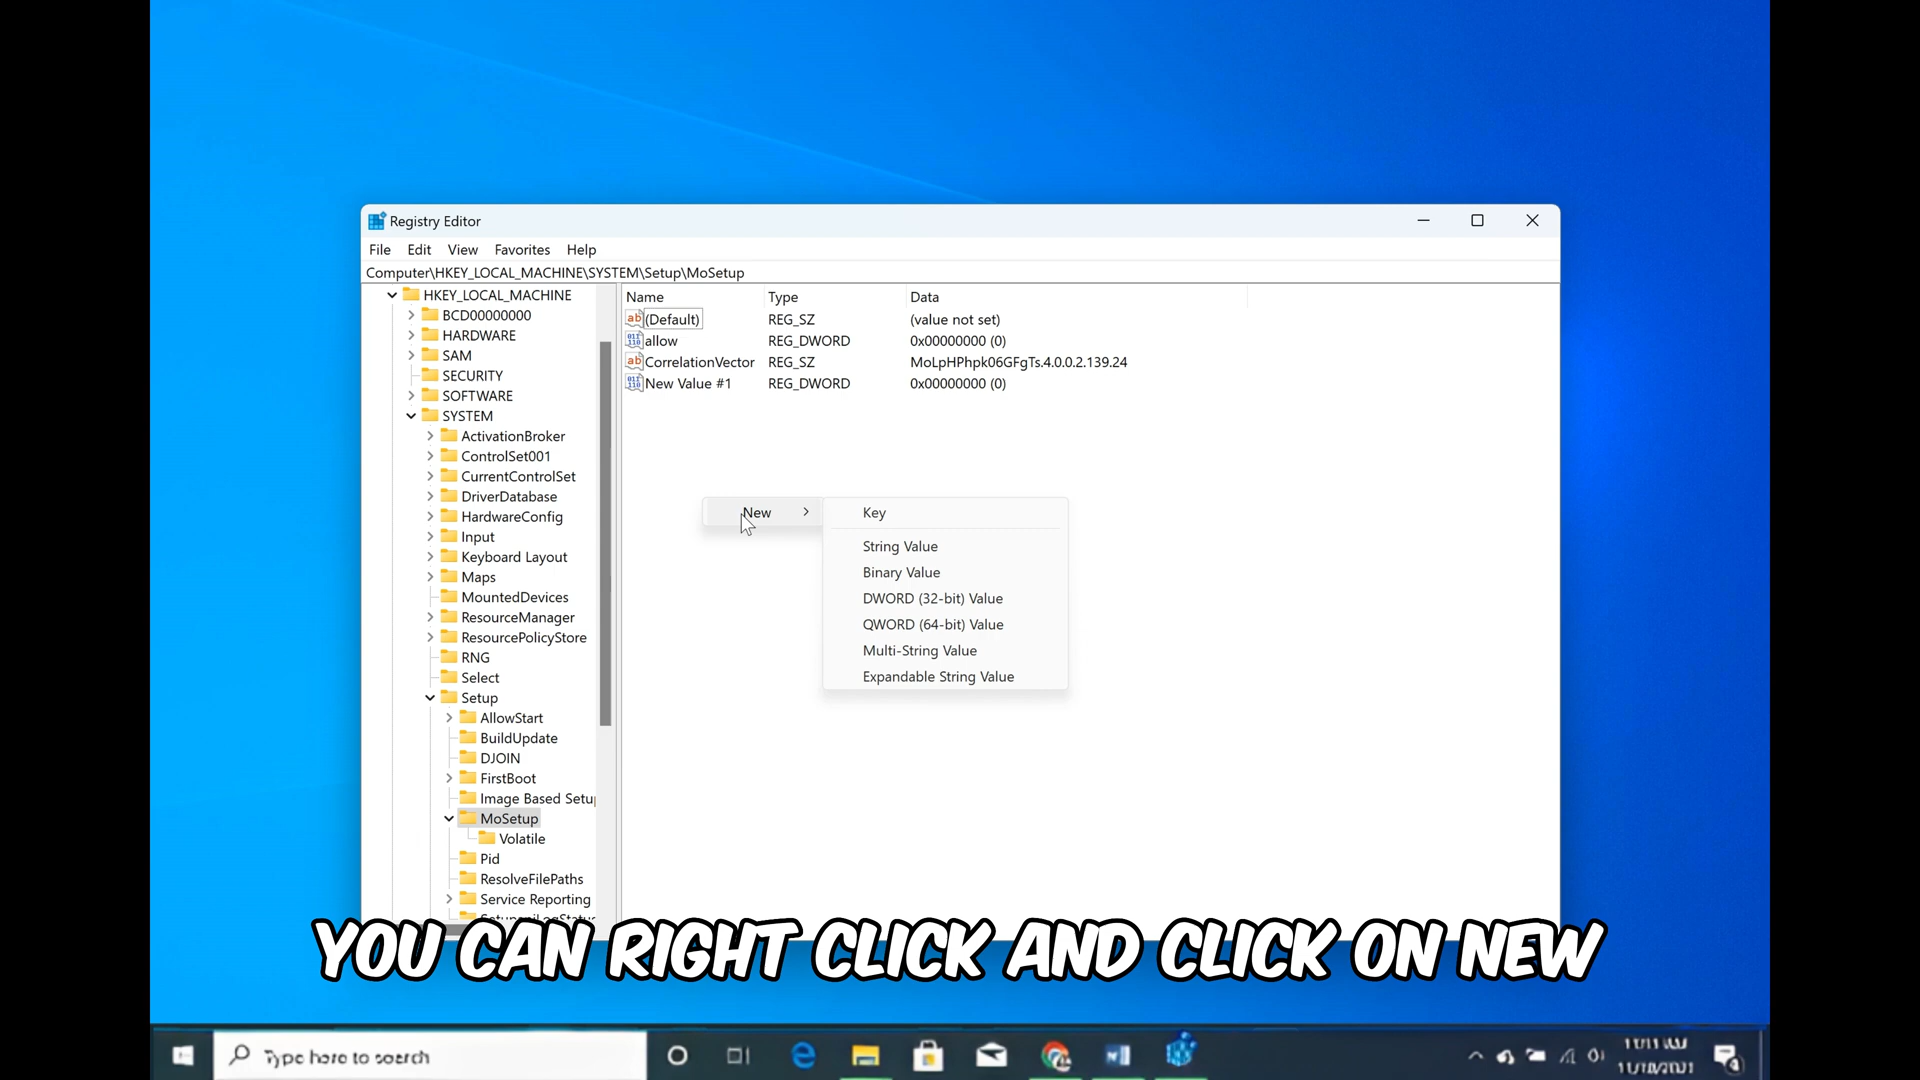 Registry Editor
File Edit View Favorites Help
Computer\HKEY_LOCAL_MACHINE\SYSTEM\Setup\MoSetup
HKEY_LOCAL_MACHINE
BCD00000000
HARDWARE
SAM
SECURITY
SOFTWARE
SYSTEM
ActivationBroker
ControlSet001
CurrentControlSet
DriverDatabase
HardwareConfig
Input
Keyboard Layout
Maps
MountedDevices
ResourceManager
ResourcePolicyStore
RNG
Select
Setup
AllowStart
BuildUpdate
DJOIN
FirstBoot
Image Based Setu
MoSetup
Volatile
Pid
ResolveFilePaths
Service Reporting
Name Type Data
(Default) REG_SZ (value not set)
allow REG_DWORD 0x00000000 (0)
CorrelationVector REG_SZ MoLpHPhpk06GFgTs.4.0.0.2.139.24
New Value #1 REG_DWORD 0x00000000 (0)
New
Key
String Value
Binary Value
DWORD (32-bit) Value
QWORD (64-bit) Value
Multi-String Value
Expandable String Value
YOU CAN RIGHT CLICK AND CLICK ON NEW
Type here to search